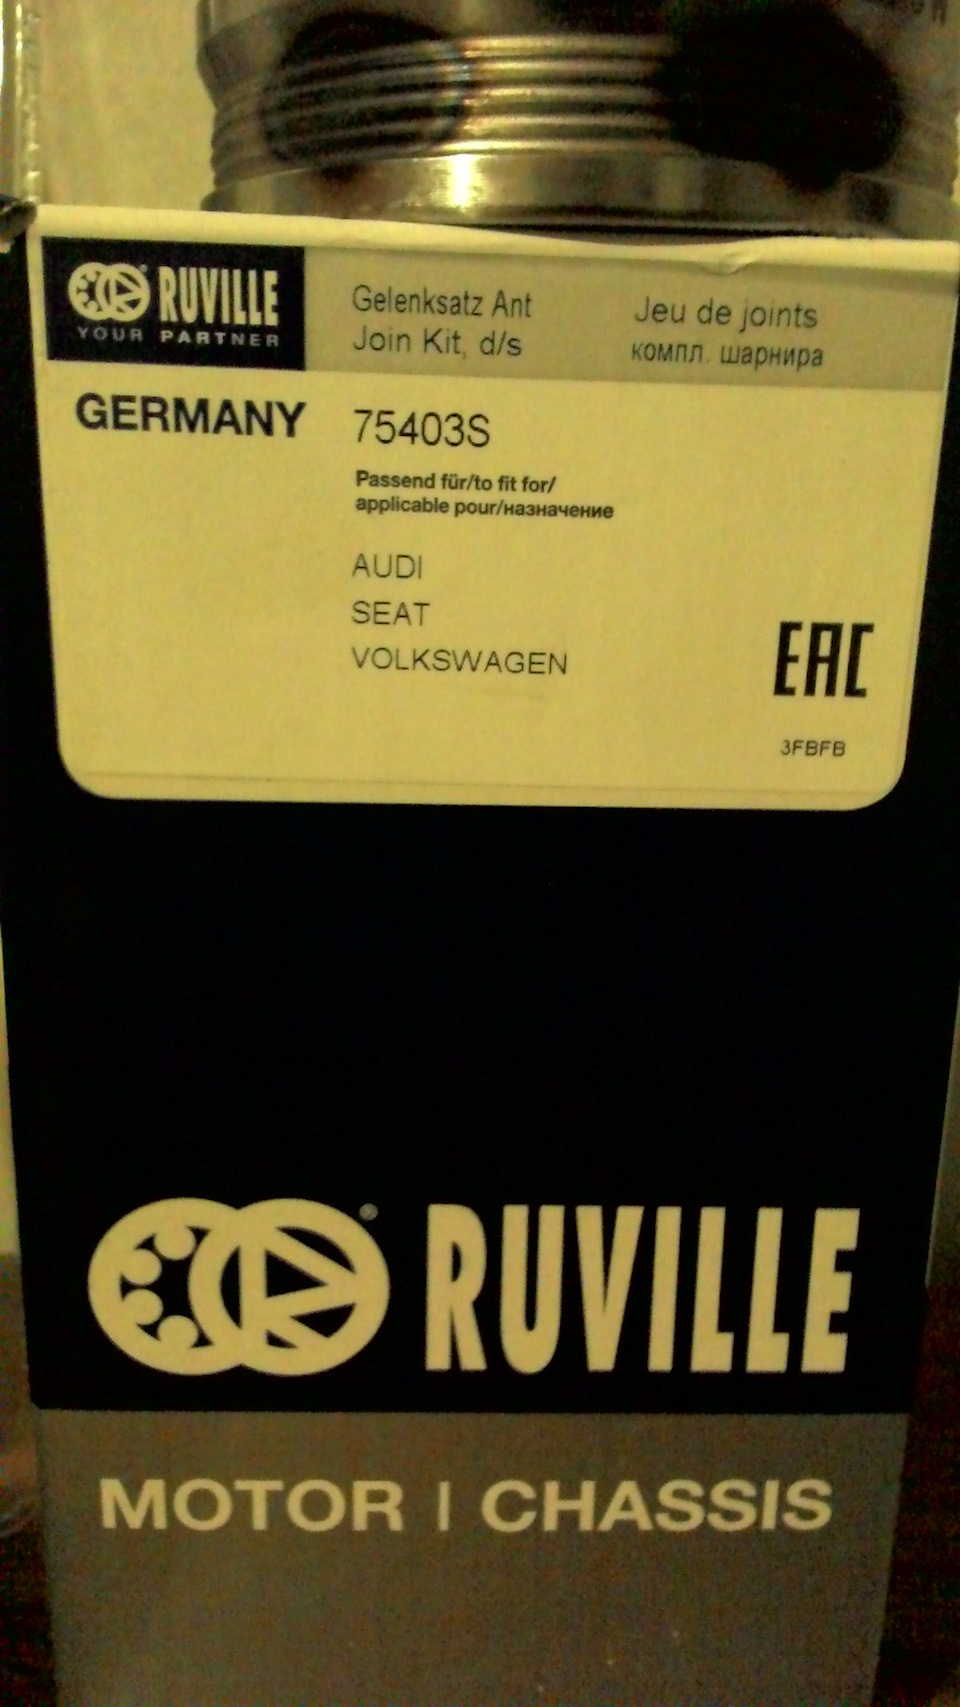 RUVILLE
YOUR PARTNER
Gelenksatz Ant
Join Kit, d/s
Jeu de joints
компл. шарнира
GERMANY
75403S
Passend für/to fit for/
applicable pour/назначение
AUDI
SEAT
VOLKSWAGEN
EAC
3FBFB
RUVILLE
MOTOR | CHASSIS